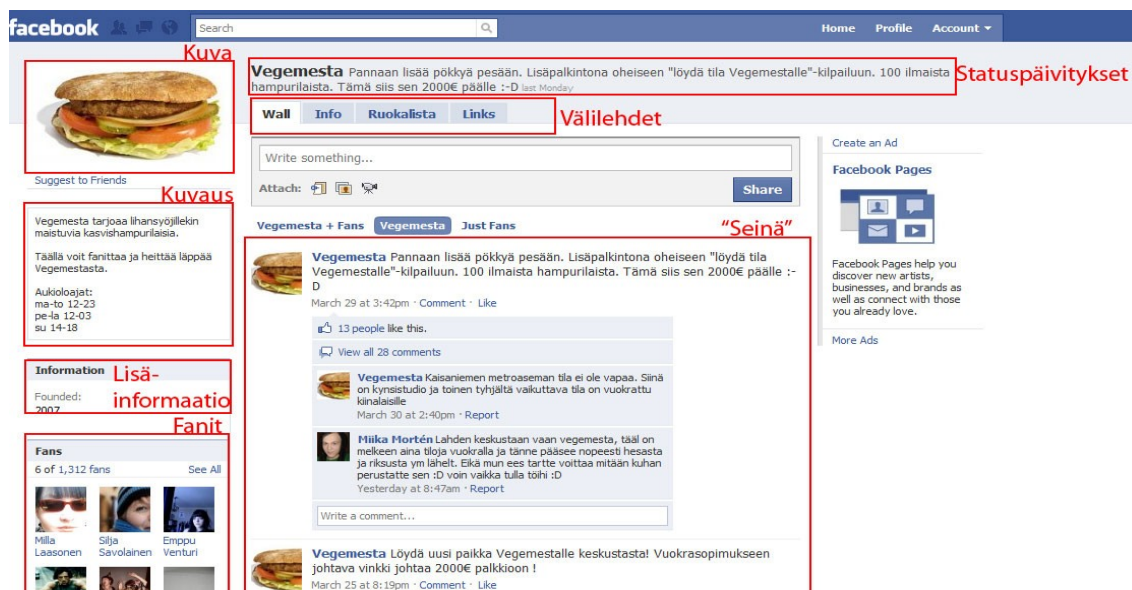 facebook
Search
Home Profile Account
Kuva
Vegemesta Pannaan lisää pökkyä pesään. Lisäpalkintona oheiseen "löydä tila Vegemestalle"-kilpailuun. 100 ilmaista
hampurilaista. Tämä siis sen 2000€ päälle :-D last Monday
Statuspäivitykset
Wall Info Ruokalista Links
Välilehdet
Write something...
Attach:
Share
Suggest to Friends
Kuvaus
Vegemesta tarjoaa lihansyöjillekin
maistuvia kasvishampurilaisia.
Täällä voit fanittaa ja heittää läppää
Vegemestasta.
Aukioloajat:
ma-to 12-23
pe-la 12-03
su 14-18
Information
Lisä-
informaatio
Founded:
2007
Fanit
Fans
6 of 1,312 fans See All
Milla
Laasonen
Silja
Savolainen
Emppu
Venturi
Vegemesta + Fans Vegemesta Just Fans
"Seinä"
Vegemesta Pannaan lisää pökkyä pesään. Lisäpalkintona oheiseen "löydä tila
Vegemestalle"-kilpailuun. 100 ilmaista hampurilaista. Tämä siis sen 2000€ päälle :-
D
March 29 at 3:42pm · Comment · Like
13 people like this.
View all 28 comments
Vegemesta Kaisaniemen metroaseman tila ei ole vapaa. Siinä
on kynsistudio ja toinen tyhjältä vaikuttava tila on vuokrattu
kiinalaisille
March 30 at 2:40pm · Report
Miika Mortén Lahden keskustaan vaan vegemesta, tääl on
melkeen aina tiloja vuokralla ja tänne pääsee nopeesti hesasta
ja riksusta ym lähelt. Eikä mun ees tartte voittaa mitään kuhan
perustatte sen :D voin vaikka tulla töihi :D
Yesterday at 8:47am · Report
Write a comment...
Vegemesta Löydä uusi paikka Vegemestalle keskustasta! Vuokrasopimukseen
johtava vinkki johtaa 2000€ palkkioon !
March 25 at 8:19pm · Comment · Like
Create an Ad
Facebook Pages
Facebook Pages help you
discover new artists,
businesses, and brands as
well as connect with those
you already love.
More Ads